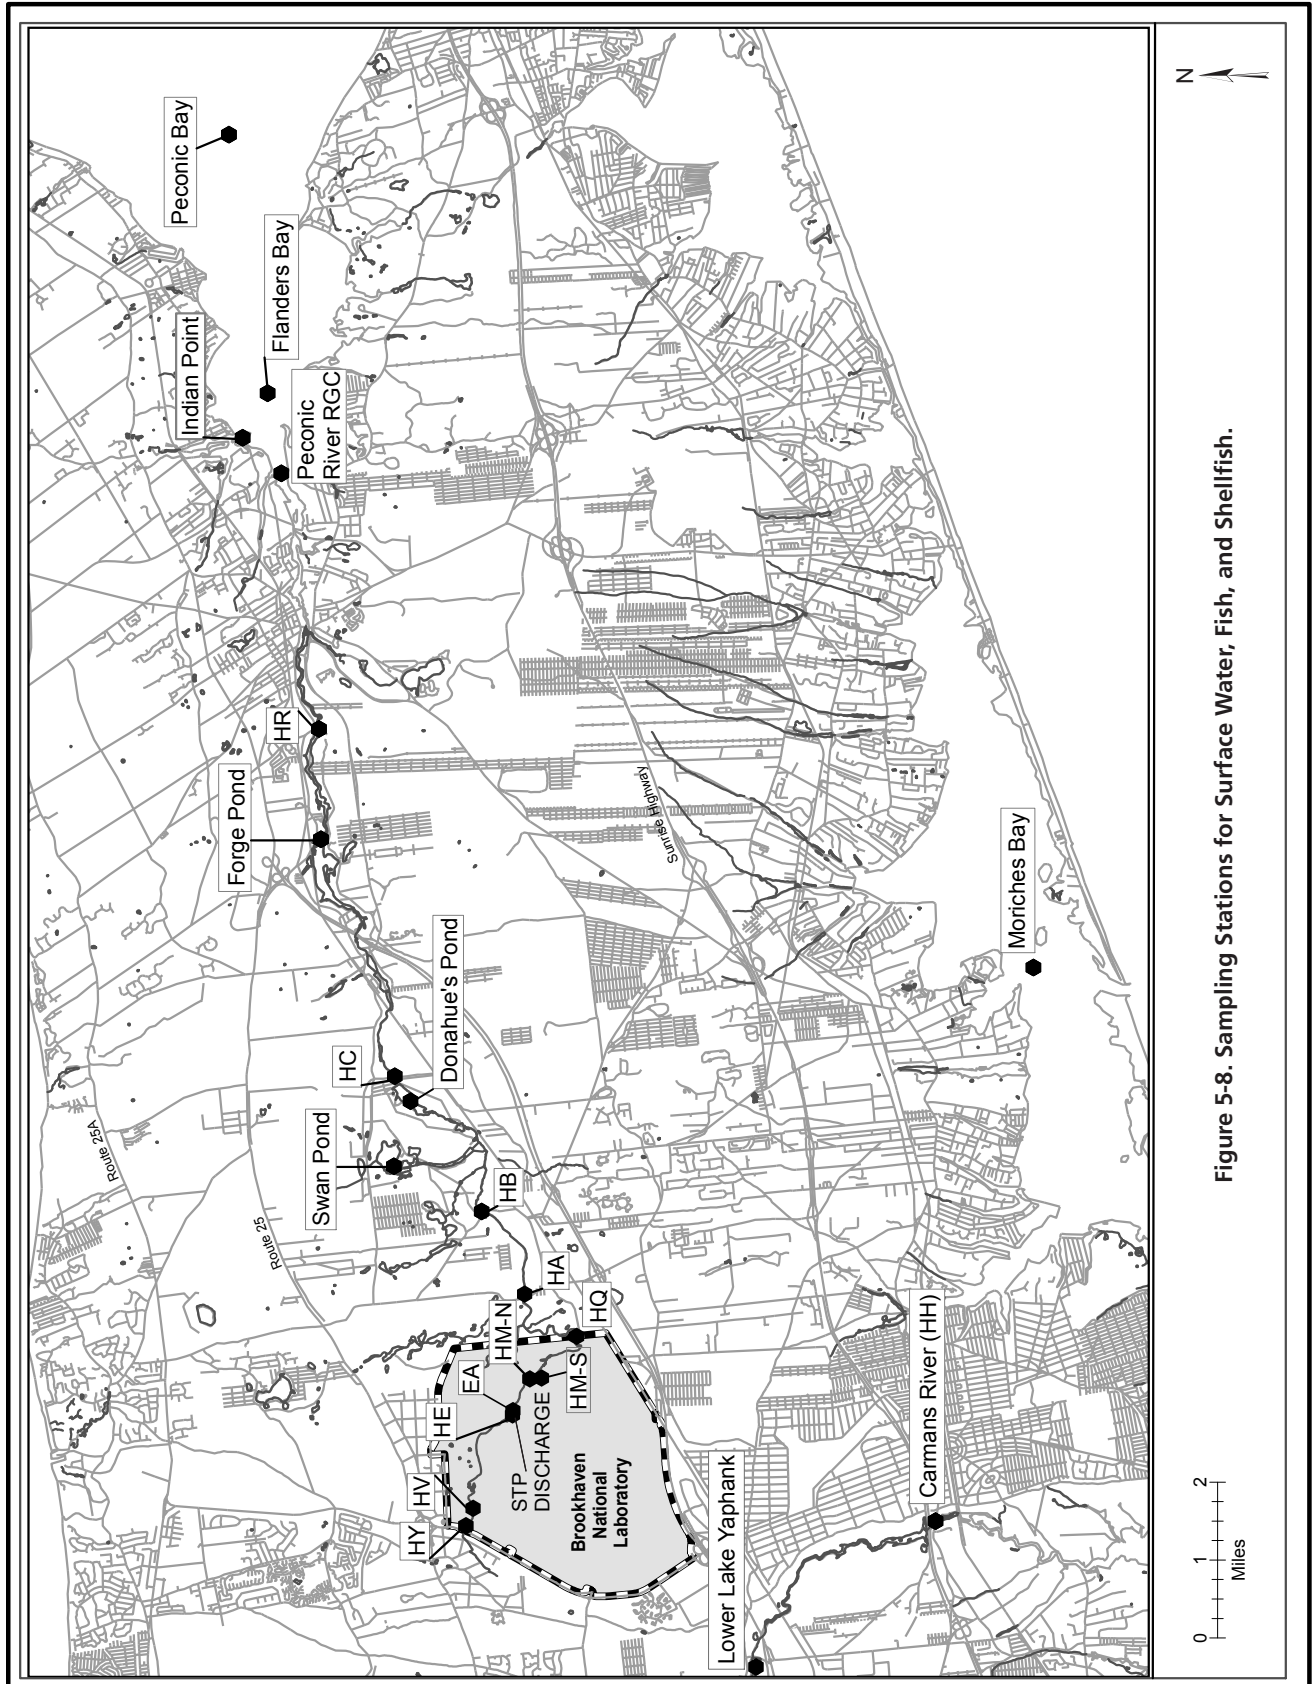 Peconic Bay
Flanders Bay
Indian Point
Peconic
River RGC
HR
Forge Pond
Donahue's Pond
HC
Swan Pond
HB
HA
HQ
HM-N
HM-S
EA
HE
HV
HY
STP
DISCHARGE
Brookhaven
National
Laboratory
Route 25A
Route 25
Sunrise Highway
Moriches Bay
Carmans River (HH)
Lower Lake Yaphank
N
0 1 2
Miles
Figure 5-8. Sampling Stations for Surface Water, Fish, and Shellfish.